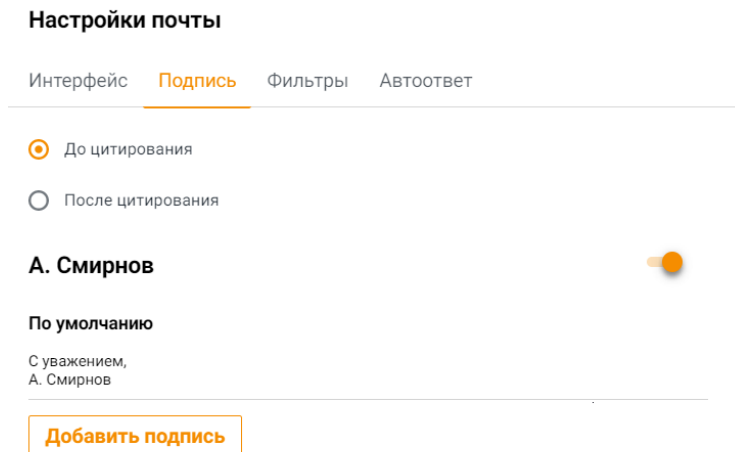 Настройки почты
Интерфейс Подпись Фильтры Автоответ
До цитирования
После цитирования
А. Смирнов
По умолчанию
С уважением,
А. Смирнов
Добавить подпись